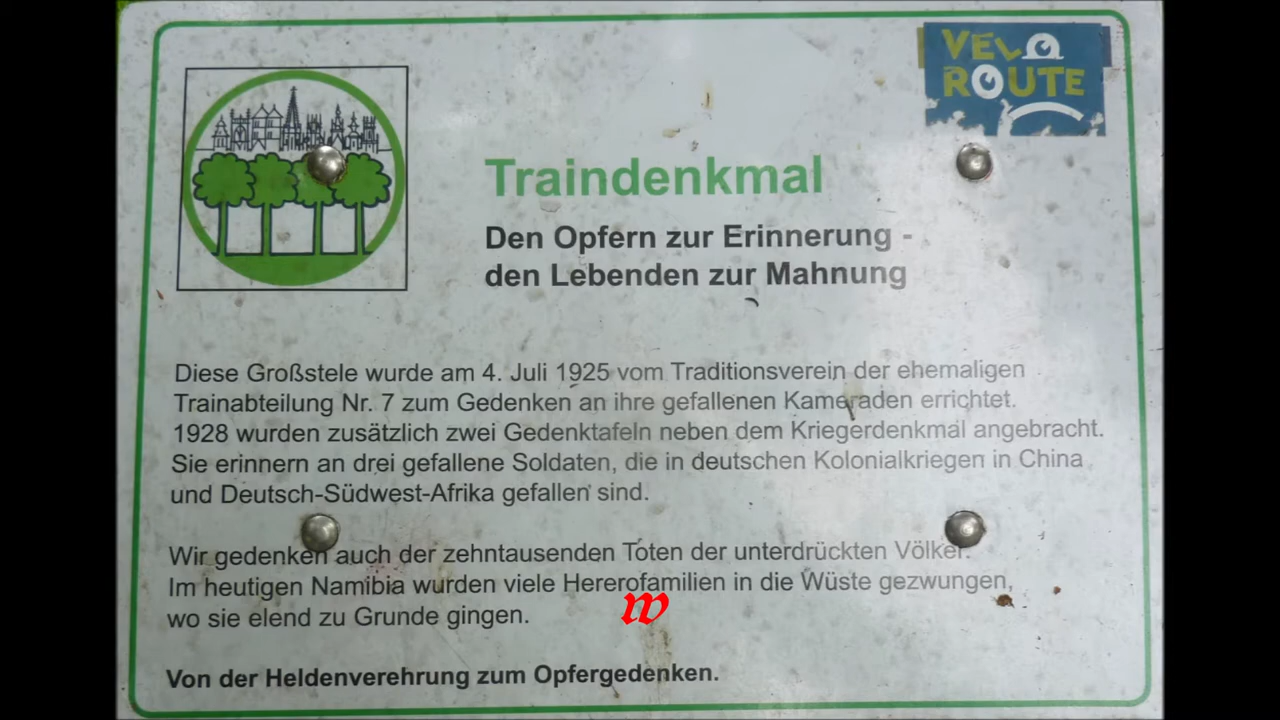 VELO
ROUTE
Traindenkmal
Den Opfern zur Erinnerung -
den Lebenden zur Mahnung
Diese Großstele wurde am 4. Juli 1925 vom Traditionsverein der ehemaligen
Trainabteilung Nr. 7 zum Gedenken an ihre gefallenen Kameraden errichtet.
1928 wurden zusätzlich zwei Gedenktafeln neben dem Kriegerdenkmal angebracht.
Sie erinnern an drei gefallene Soldaten, die in deutschen Kolonialkriegen in China
und Deutsch-Südwest-Afrika gefallen sind.
Wir gedenken auch der zehntausenden Toten der unterdrückten Völker.
Im heutigen Namibia wurden viele Hererofamilien in die Wüste gezwungen,
wo sie elend zu Grunde gingen.
w
Von der Heldenverehrung zum Opfergedenken.